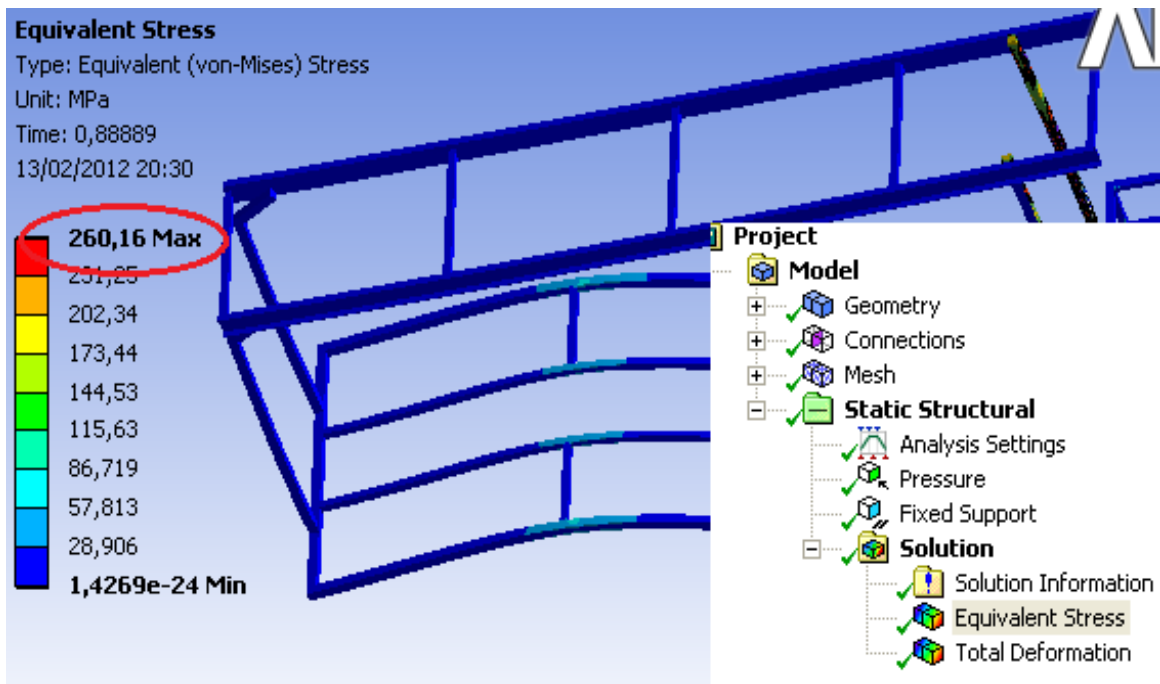 Equivalent Stress
Type: Equivalent (von-Mises) Stress
Unit: MPa
Time: 0,88889
13/02/2012 20:30
260,16 Max
231,25
202,34
173,44
144,53
115,63
86,719
57,813
28,906
1,4269e-24 Min
Project
Model
Geometry
Connections
Mesh
Static Structural
Analysis Settings
Pressure
Fixed Support
Solution
Solution Information
Equivalent Stress
Total Deformation